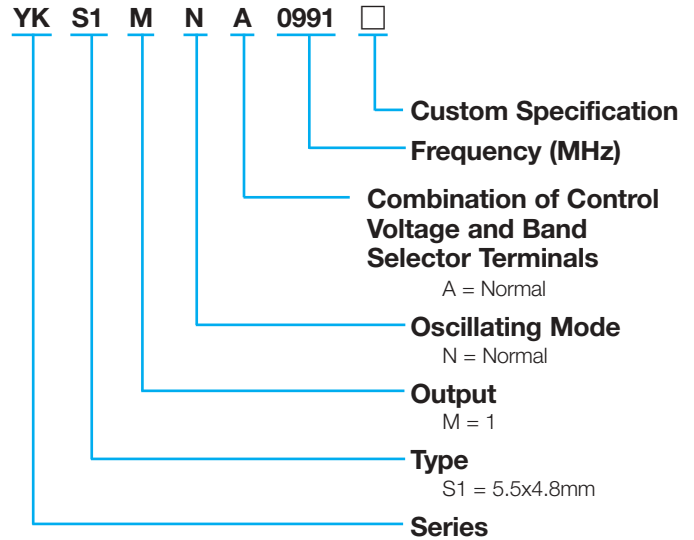 YK S1 M N A 0991 □
Custom Specification
Frequency (MHz)
Combination of Control
Voltage and Band
Selector Terminals
A = Normal
Oscillating Mode
N = Normal
Output
M = 1
Type
S1 = 5.5x4.8mm
Series